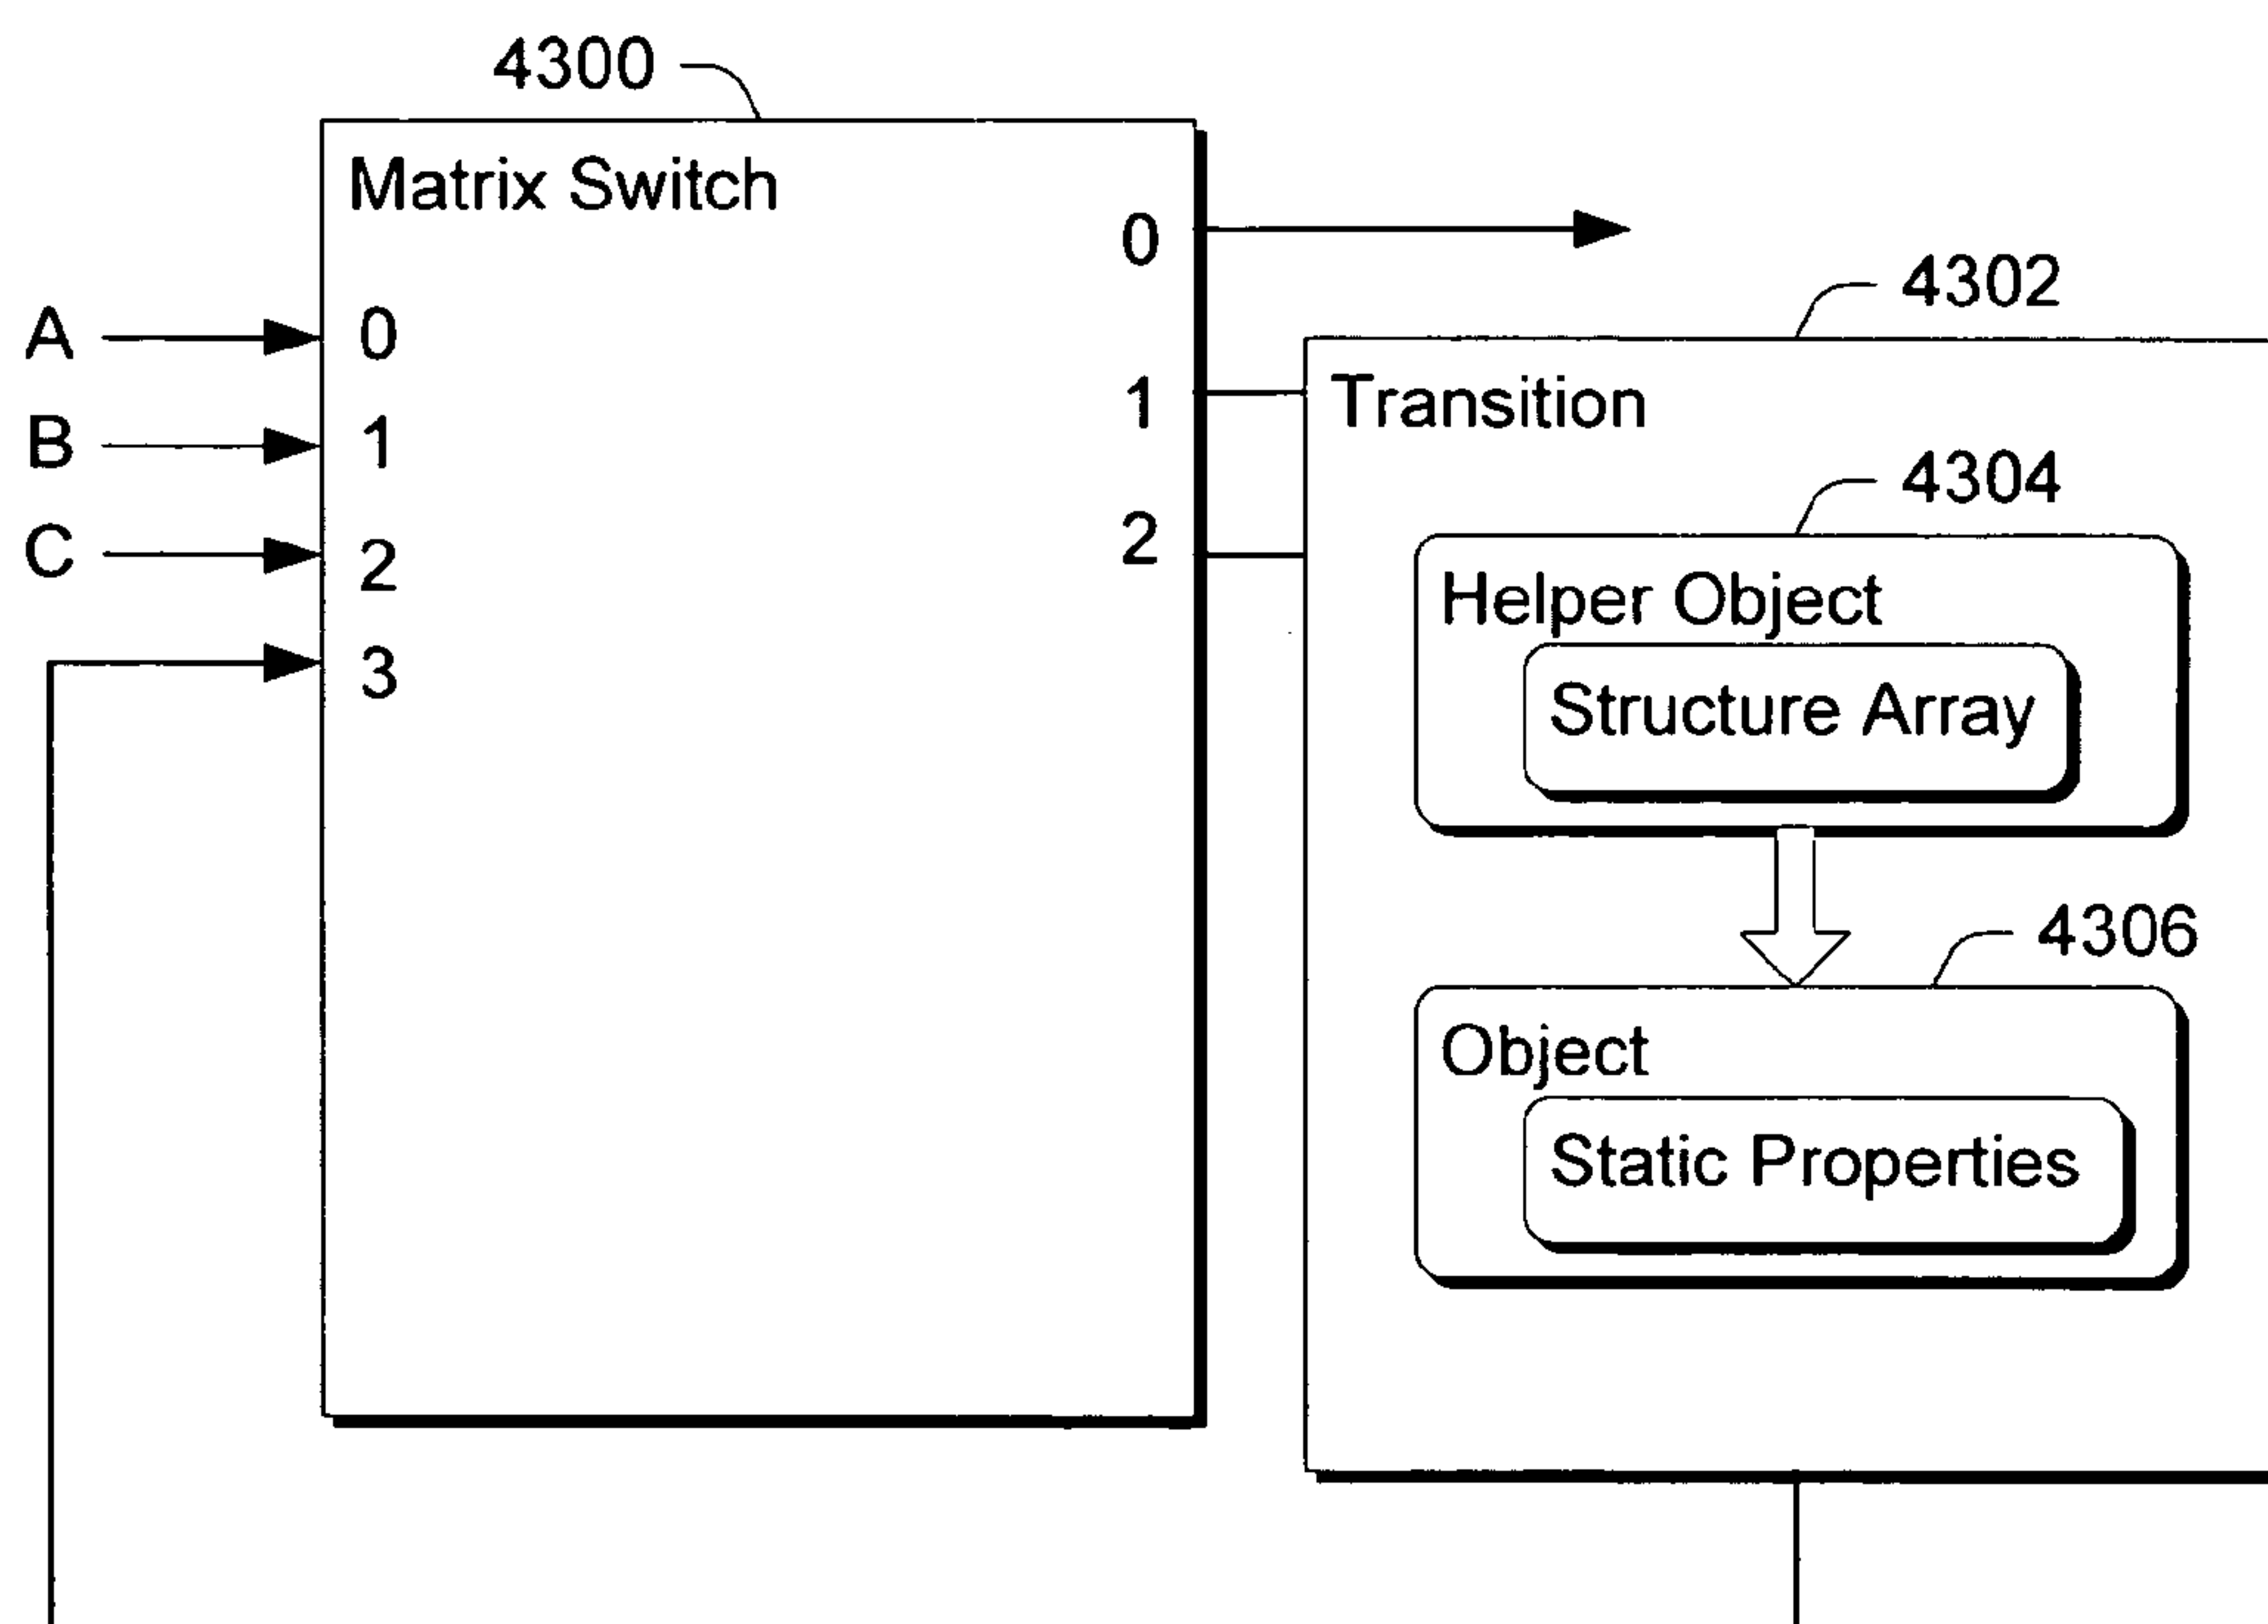 4300
Matrix Switch
0
4302
A
0
1
Transition
B
1
4304
C
2
2
Helper Object
3
Structure Array
4306
Object
Static Properties